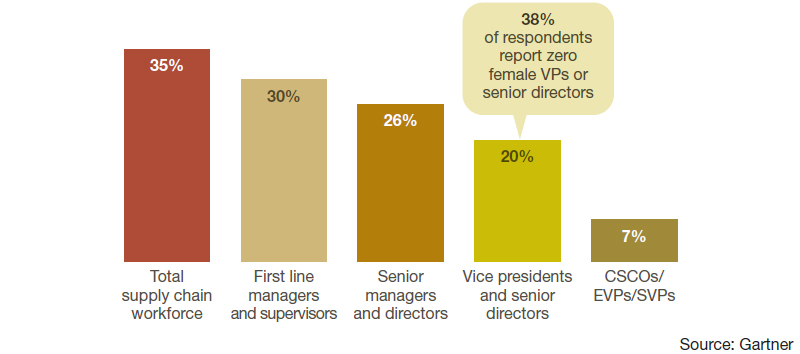 38%
of respondents
report zero
female VPs or
senior directors
35%
30%
26%
20%
7%
Total
supply chain
workforce
First line
managers
and supervisors
Senior
managers
and directors
Vice presidents
and senior
directors
CSCOs/
EVPs/SVPs
Source: Gartner